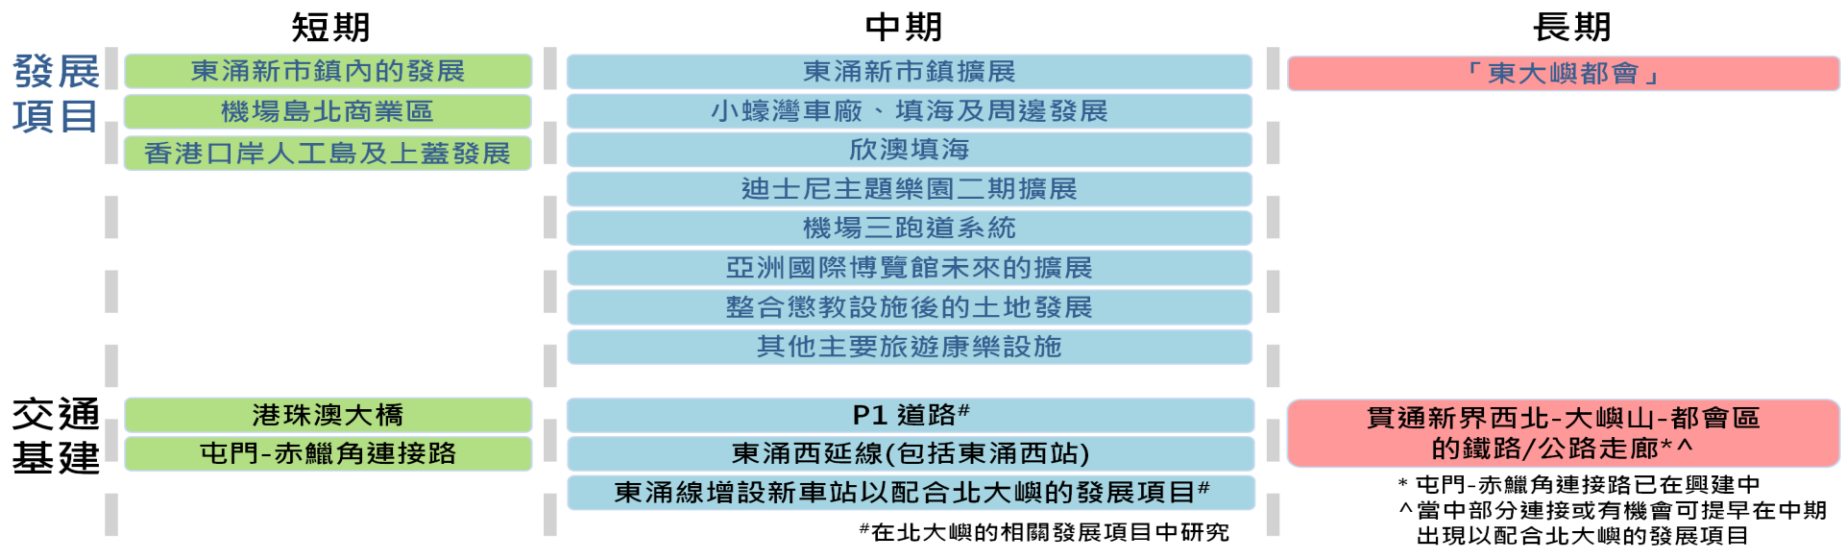 短期
中期
長期
發展
項目
東涌新市鎮內的發展
機場島北商業區
香港口岸人工島及上蓋發展
東涌新市鎮擴展
小蠔灣車廠、填海及周邊發展
欣澳填海
迪士尼主題樂園二期擴展
機場三跑道系統
亞洲國際博覽館未來的擴展
整合懲教設施後的土地發展
其他主要旅遊康樂設施
「東大嶼都會」
交通
基建
港珠澳大橋
屯門-赤鱲角連接路
P1 道路#
東涌西延線(包括東涌西站)
東涌線增設新車站以配合北大嶼的發展項目#
#在北大嶼的相關發展項目中研究
貫通新界西北-大嶼山-都會區
的鐵路/公路走廊*^
* 屯門-赤鱲角連接路已在興建中
^當中部分連接或有機會可提早在中期
出現以配合北大嶼的發展項目